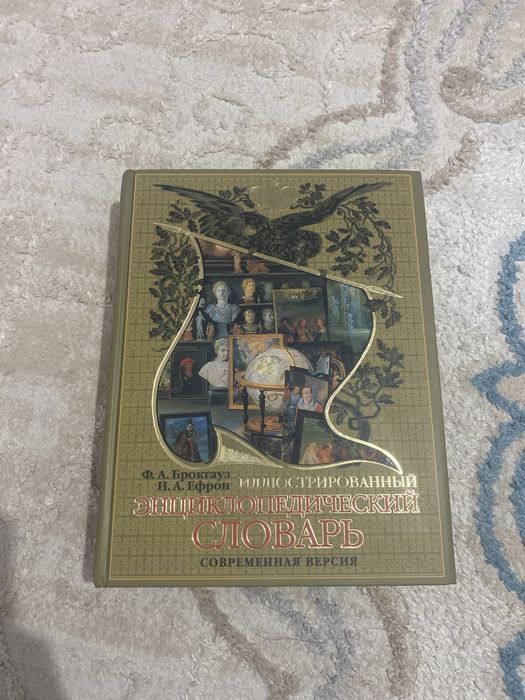 Ф. А. Брокгауз
И. А. Ефрон
ИЛЛЮСТРИРОВАННЫЙ
ЭНЦИКЛОПЕДИЧЕСКИЙ
СЛОВАРЬ
СОВРЕМЕННАЯ ВЕРСИЯ